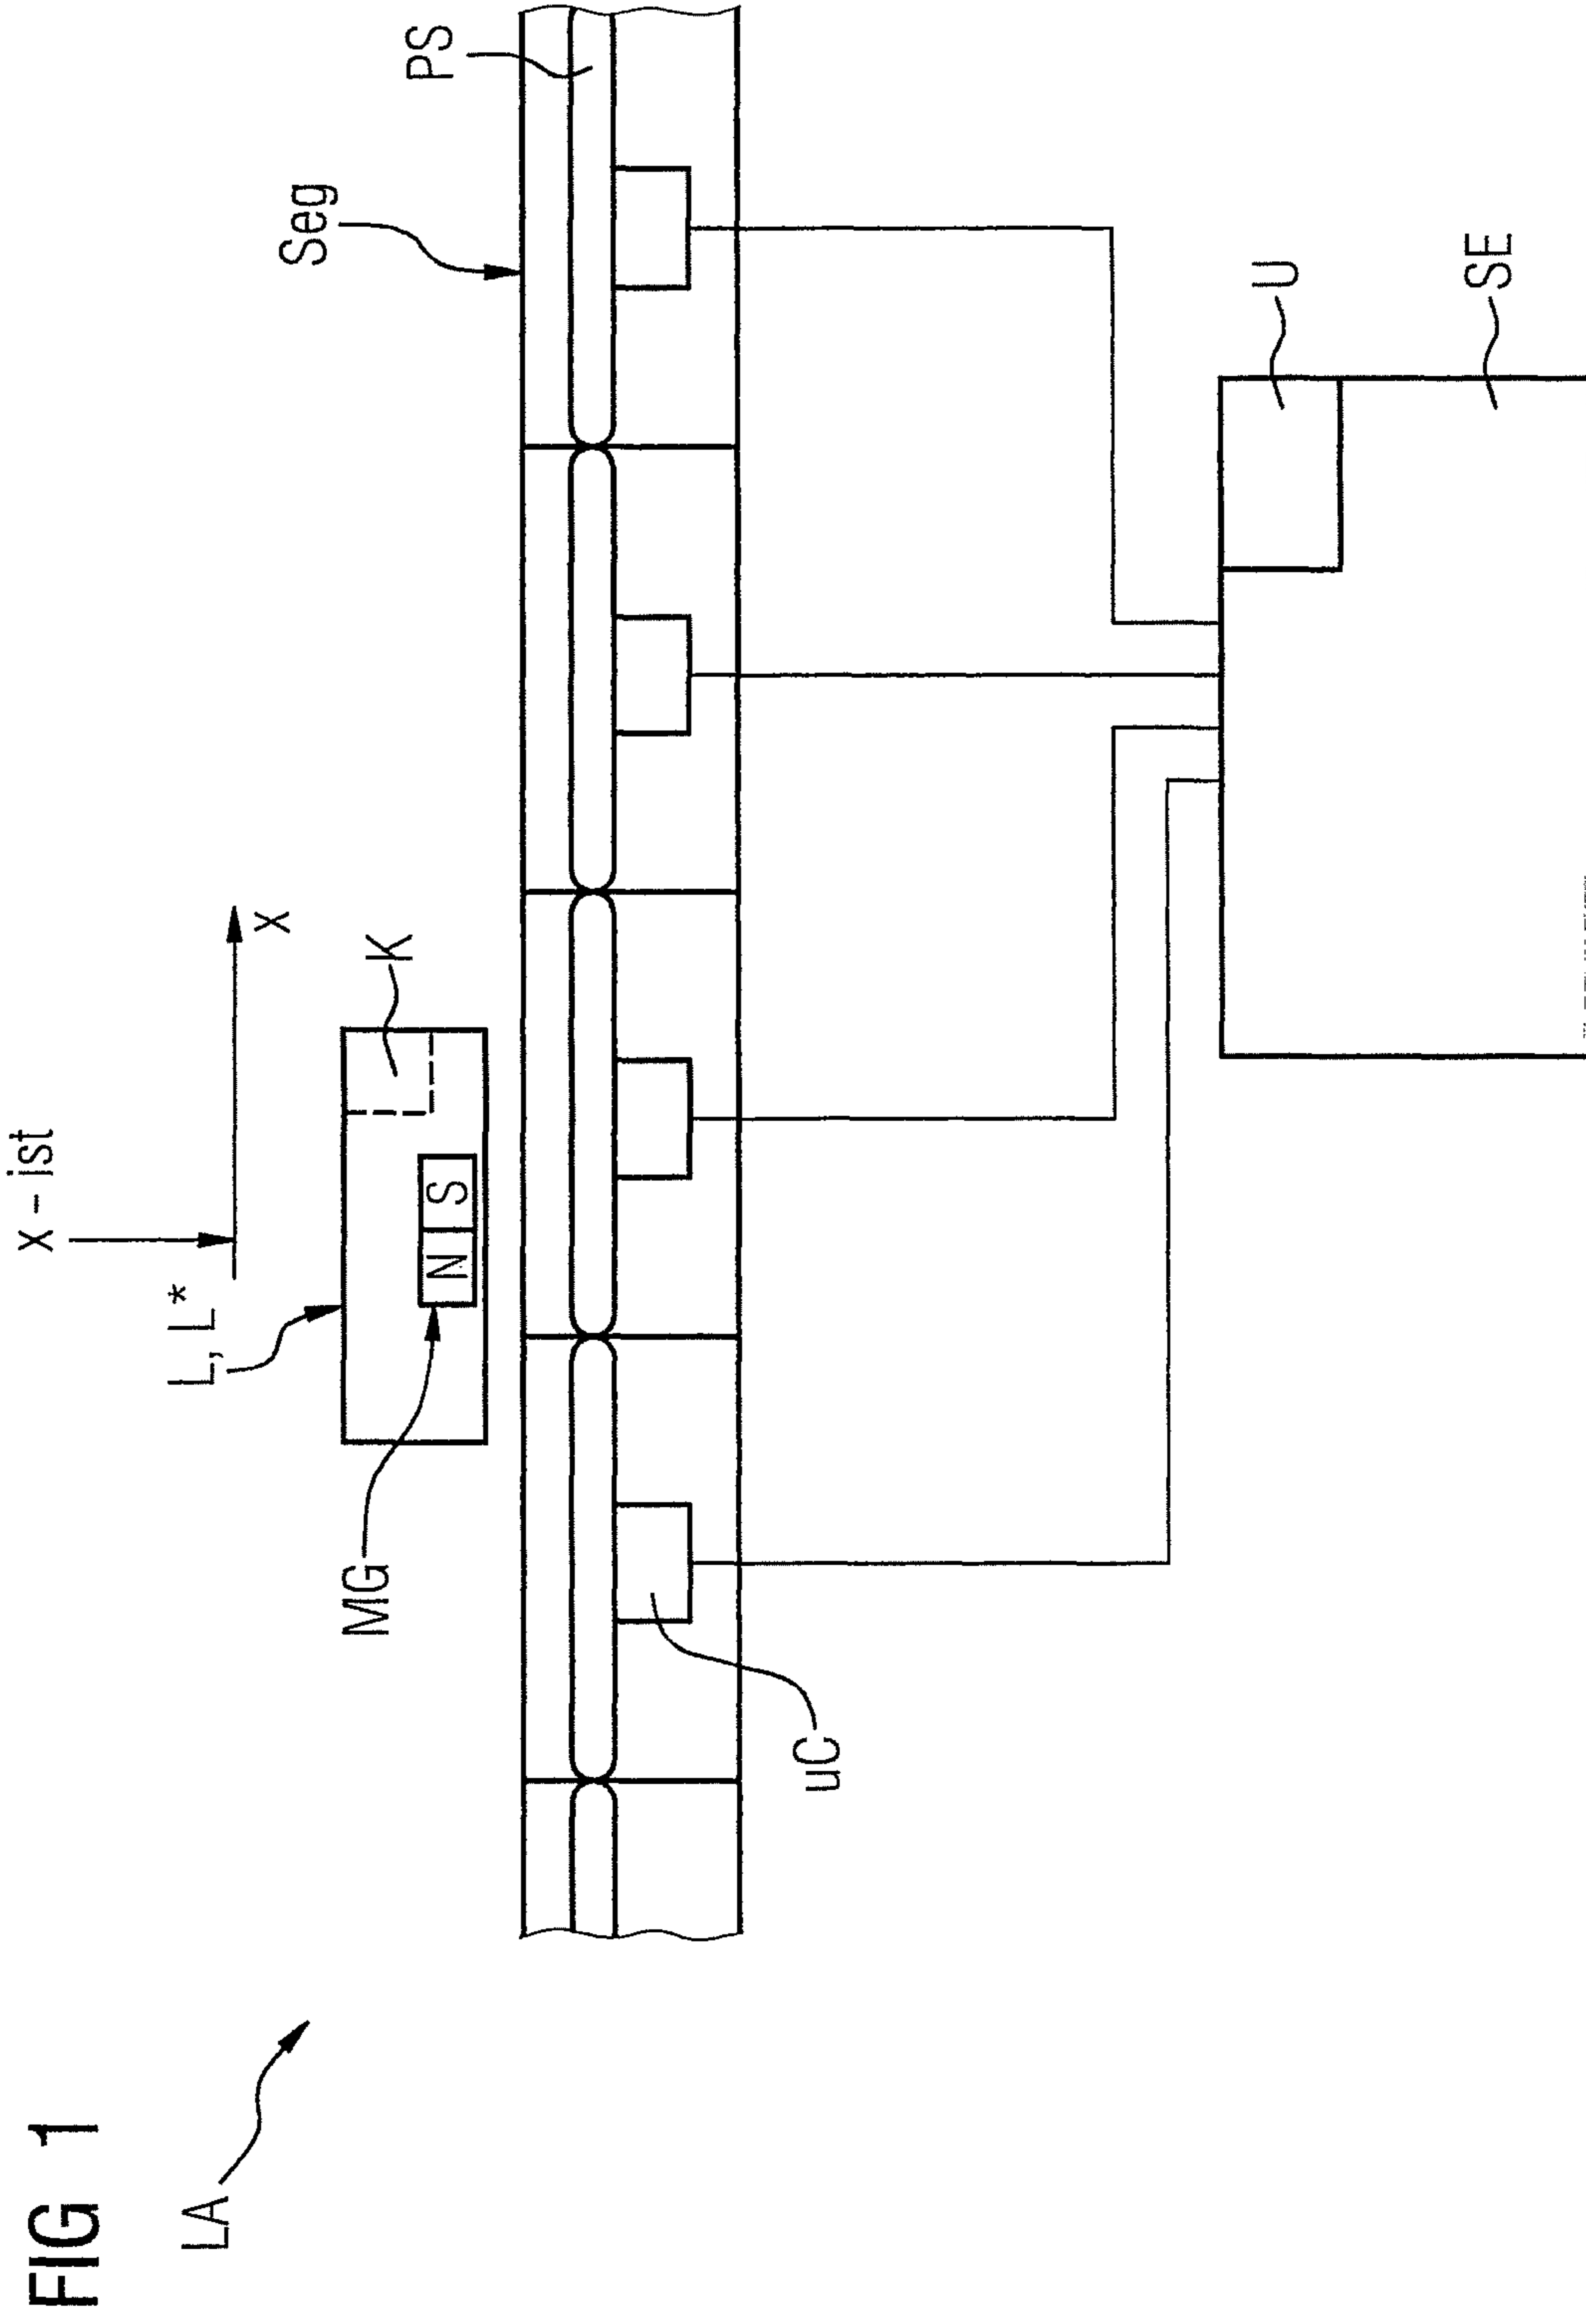 FIG 1
LA
x - ist
x
L, L*
K
MG
N S
Seg
PS
uC
U
SE